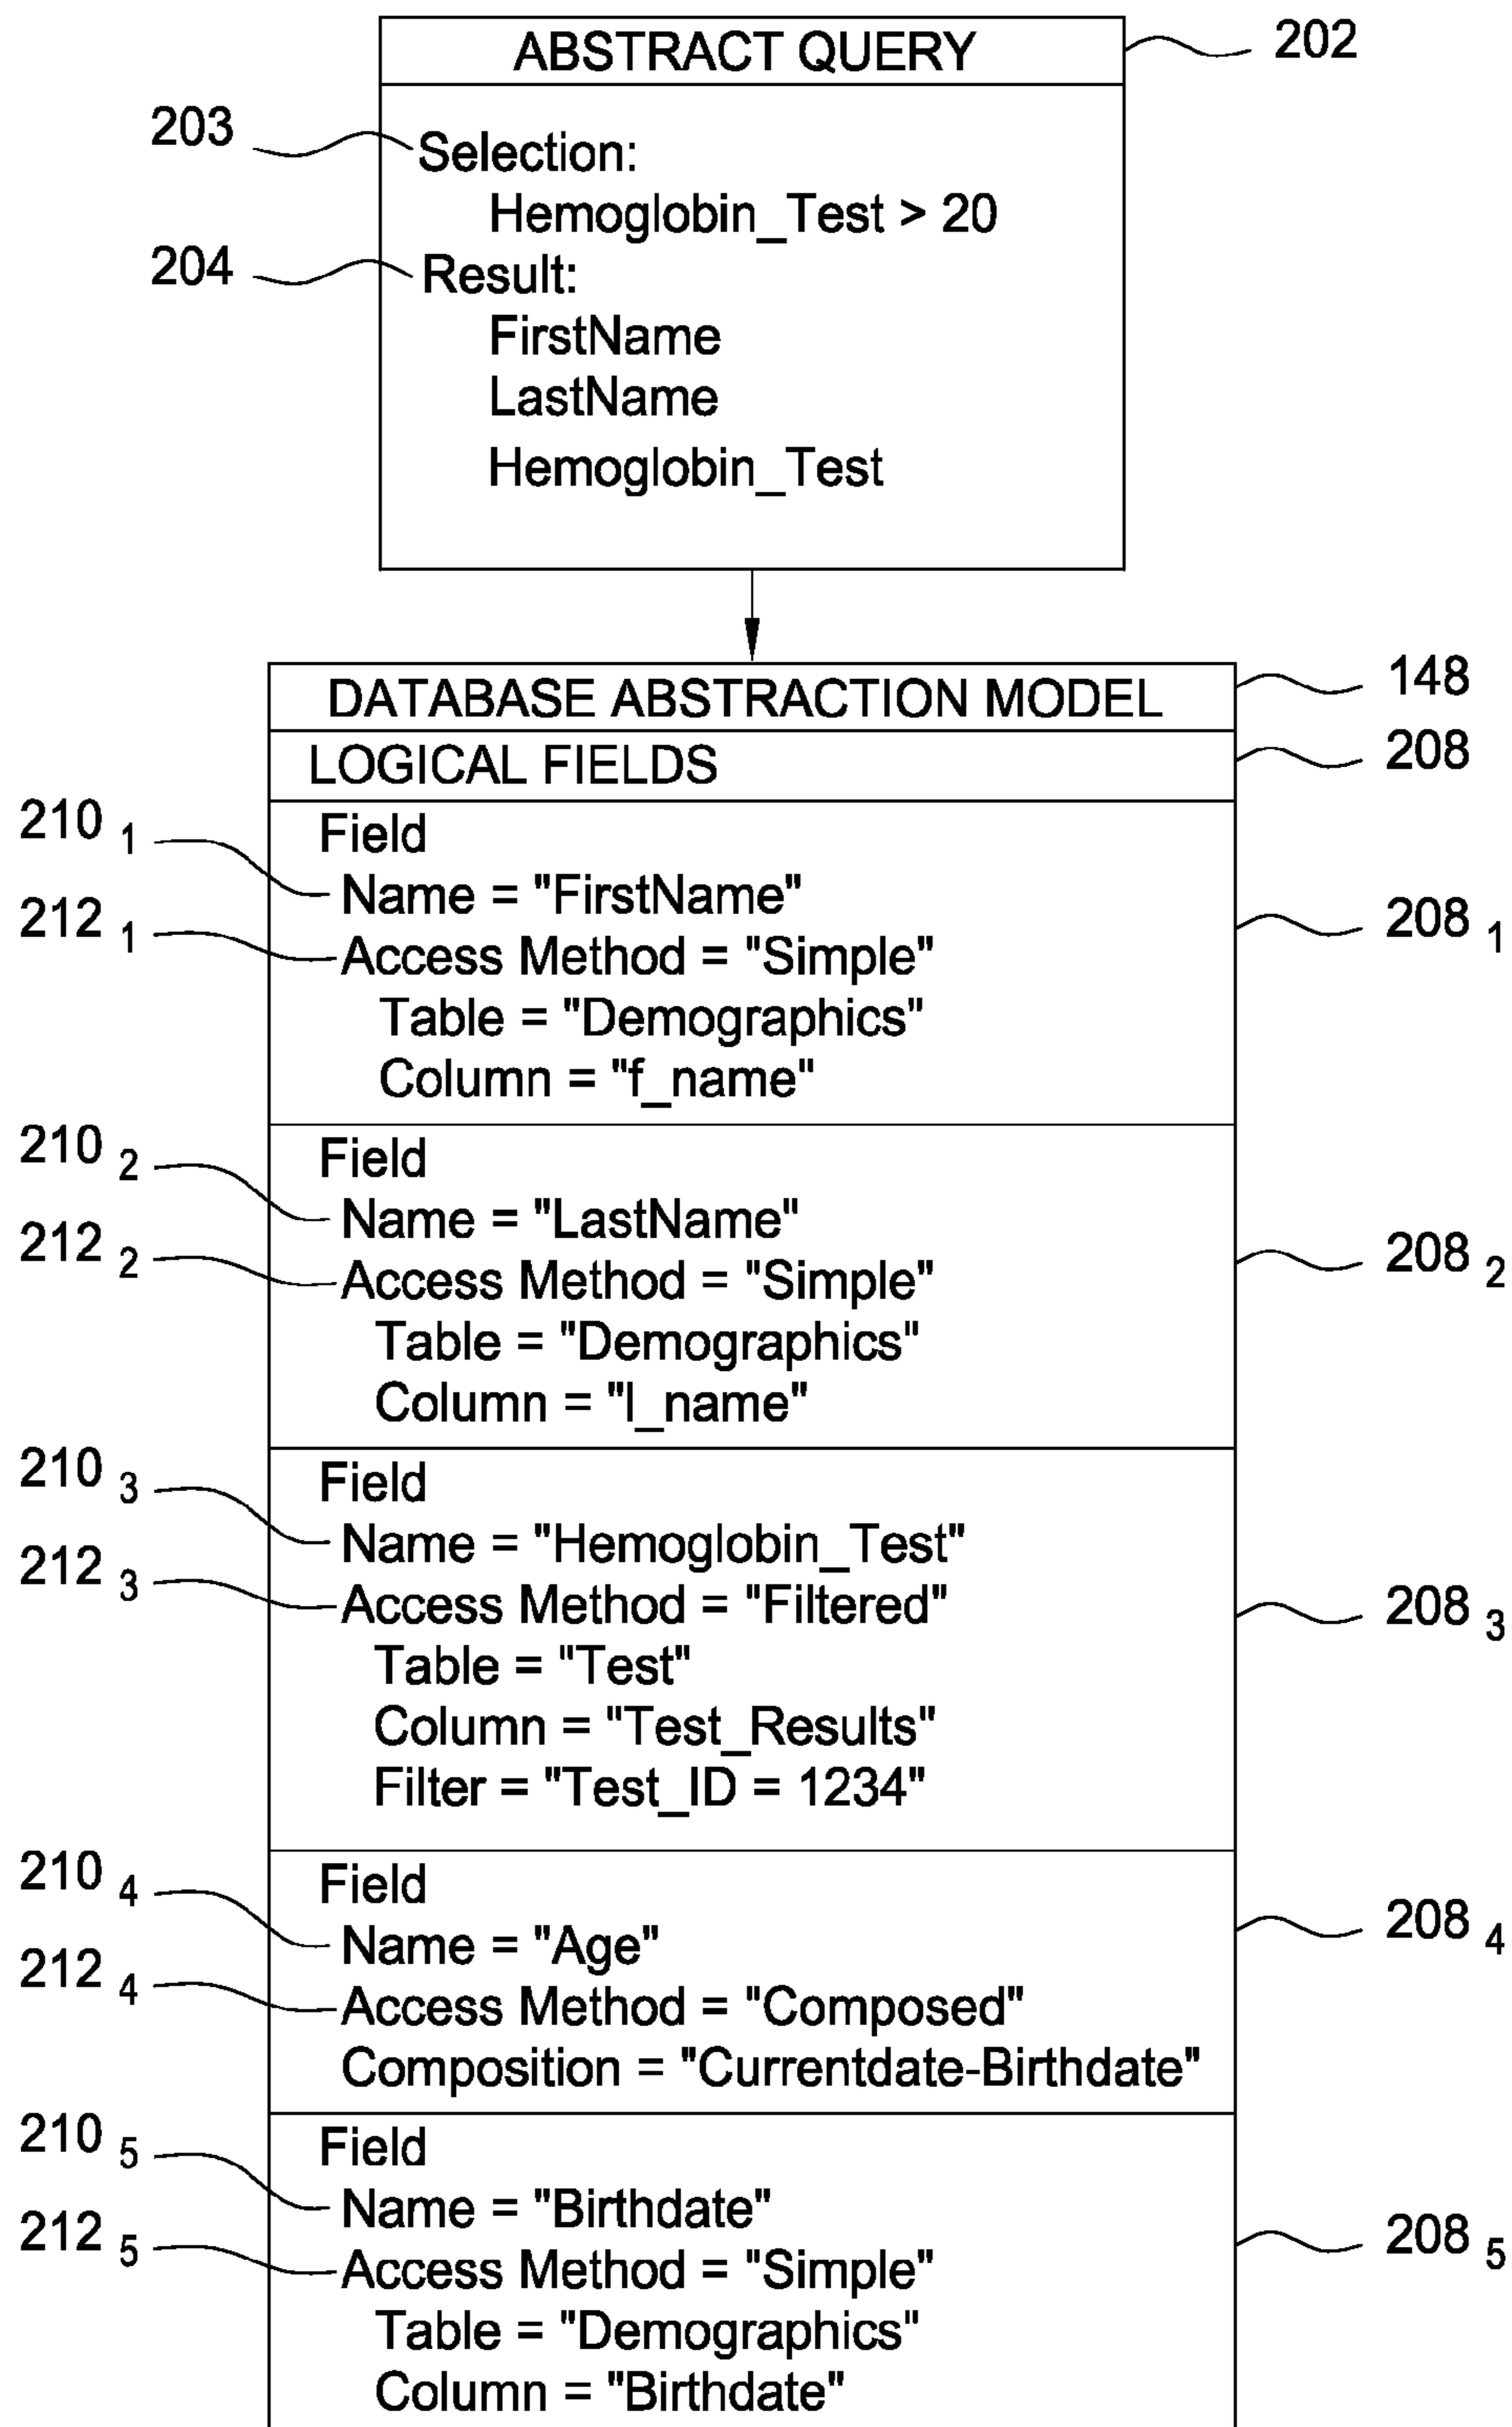 ABSTRACT QUERY
202
203
Selection:
Hemoglobin_Test > 20
204
Result:
FirstName
LastName
Hemoglobin_Test
DATABASE ABSTRACTION MODEL
148
LOGICAL FIELDS
208
210 1
Field
Name = "FirstName"
212 1
Access Method = "Simple"
208 1
Table = "Demographics"
Column = "f_name"
210 2
Field
Name = "LastName"
212 2
Access Method = "Simple"
208 2
Table = "Demographics"
Column = "l_name"
210 3
Field
Name = "Hemoglobin_Test"
212 3
Access Method = "Filtered"
208 3
Table = "Test"
Column = "Test_Results"
Filter = "Test_ID = 1234"
210 4
Field
208 4
Name = "Age"
212 4
Access Method = "Composed"
Composition = "Currentdate-Birthdate"
210 5
Field
Name = "Birthdate"
212 5
Access Method = "Simple"
208 5
Table = "Demographics"
Column = "Birthdate"